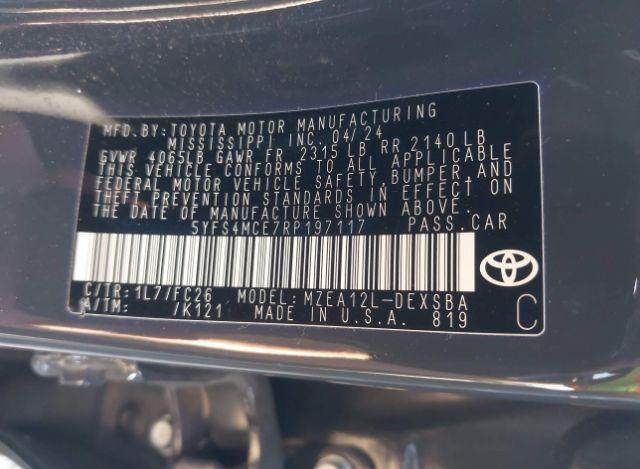 MFD.BY:TOYOTA MOTOR MANUFACTURING
MISSISSIPPI INC. 04/24
GVWR 4065LB GAWR FR 2315LB RR 2140LB
THIS VEHICLE CONFORMS TO ALL APPLICABLE
FEDERAL MOTOR VEHICLE SAFETY, BUMPER,AND
THEFT PREVENTION STANDARDS IN EFFECT ON
THE DATE OF MANUFACTURE SHOWN ABOVE.
5YFS4MCE7RP197117 PASS.CAR
C/TR:1L7/FC26 MODEL:MZEA12L-DEXSBA
A/TM: /K121 MADE IN U.S.A. 819
C